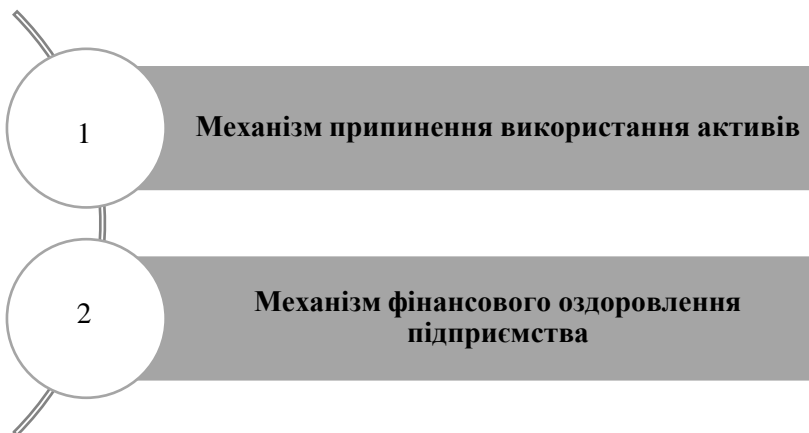 1
Механізм припинення використання активів
2
Механізм фінансового оздоровлення
підприємства